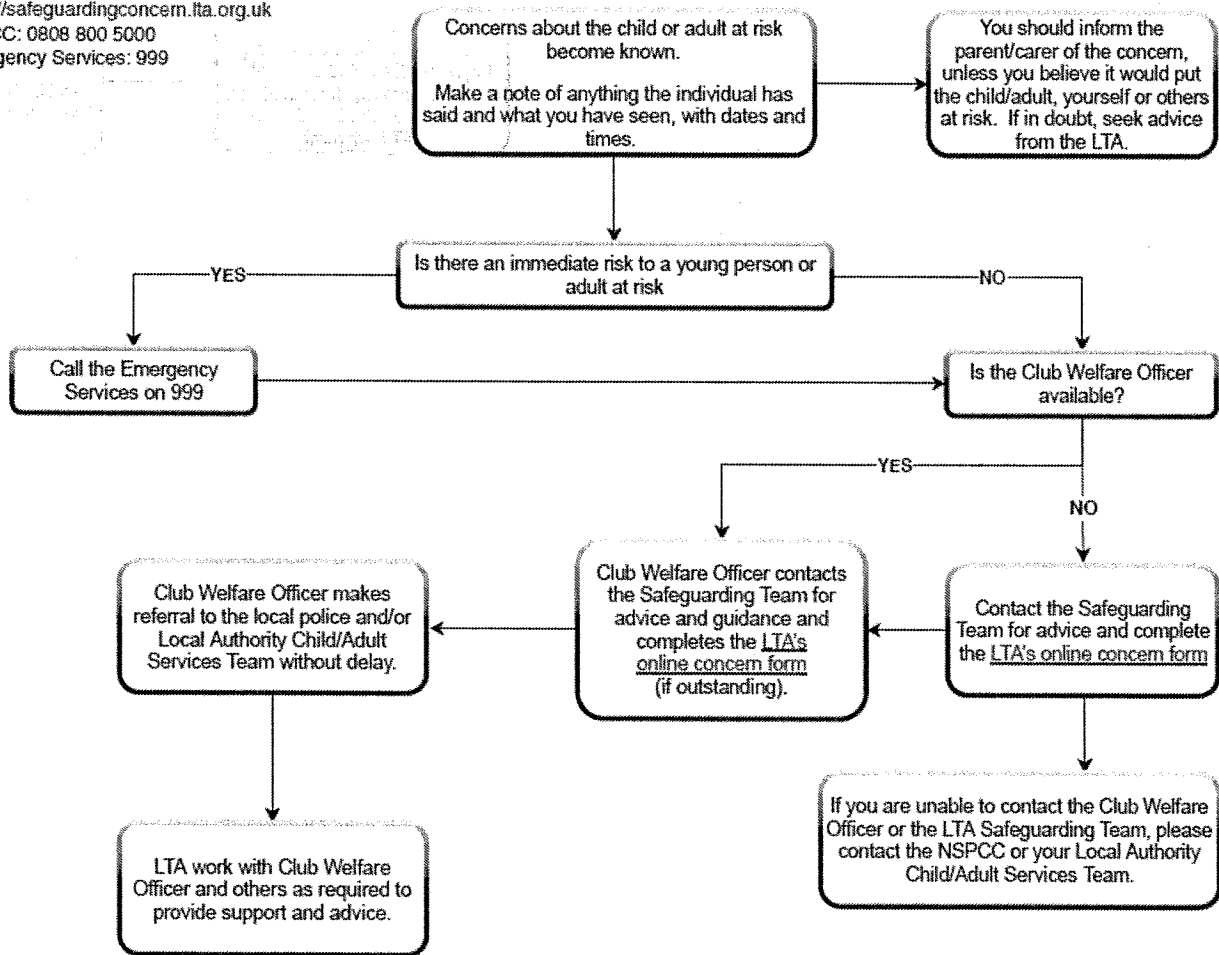 /safeguardingconcern.lta.org.uk
CC: 0808 800 5000
gency Services: 999
Concerns about the child or adult at risk
become known.
Make a note of anything the individual has
said and what you have seen, with dates and
times.
You should inform the
parent/carer of the concern,
unless you believe it would put
the child/adult, yourself or others
at risk. If in doubt, seek advice
from the LTA.
Is there an immediate risk to a young person or
adult at risk
YES
NO
Call the Emergency
Services on 999
Is the Club Welfare Officer
available?
YES
NO
Club Welfare Officer makes
referral to the local police and/or
Local Authority Child/Adult
Services Team without delay.
Club Welfare Officer contacts
the Safeguarding Team for
advice and guidance and
completes the LTA's
online concern form
(if outstanding).
Contact the Safeguarding
Team for advice and complete
the LTA's online concern form
LTA work with Club Welfare
Officer and others as required to
provide support and advice.
If you are unable to contact the Club Welfare
Officer or the LTA Safeguarding Team, please
contact the NSPCC or your Local Authority
Child/Adult Services Team.